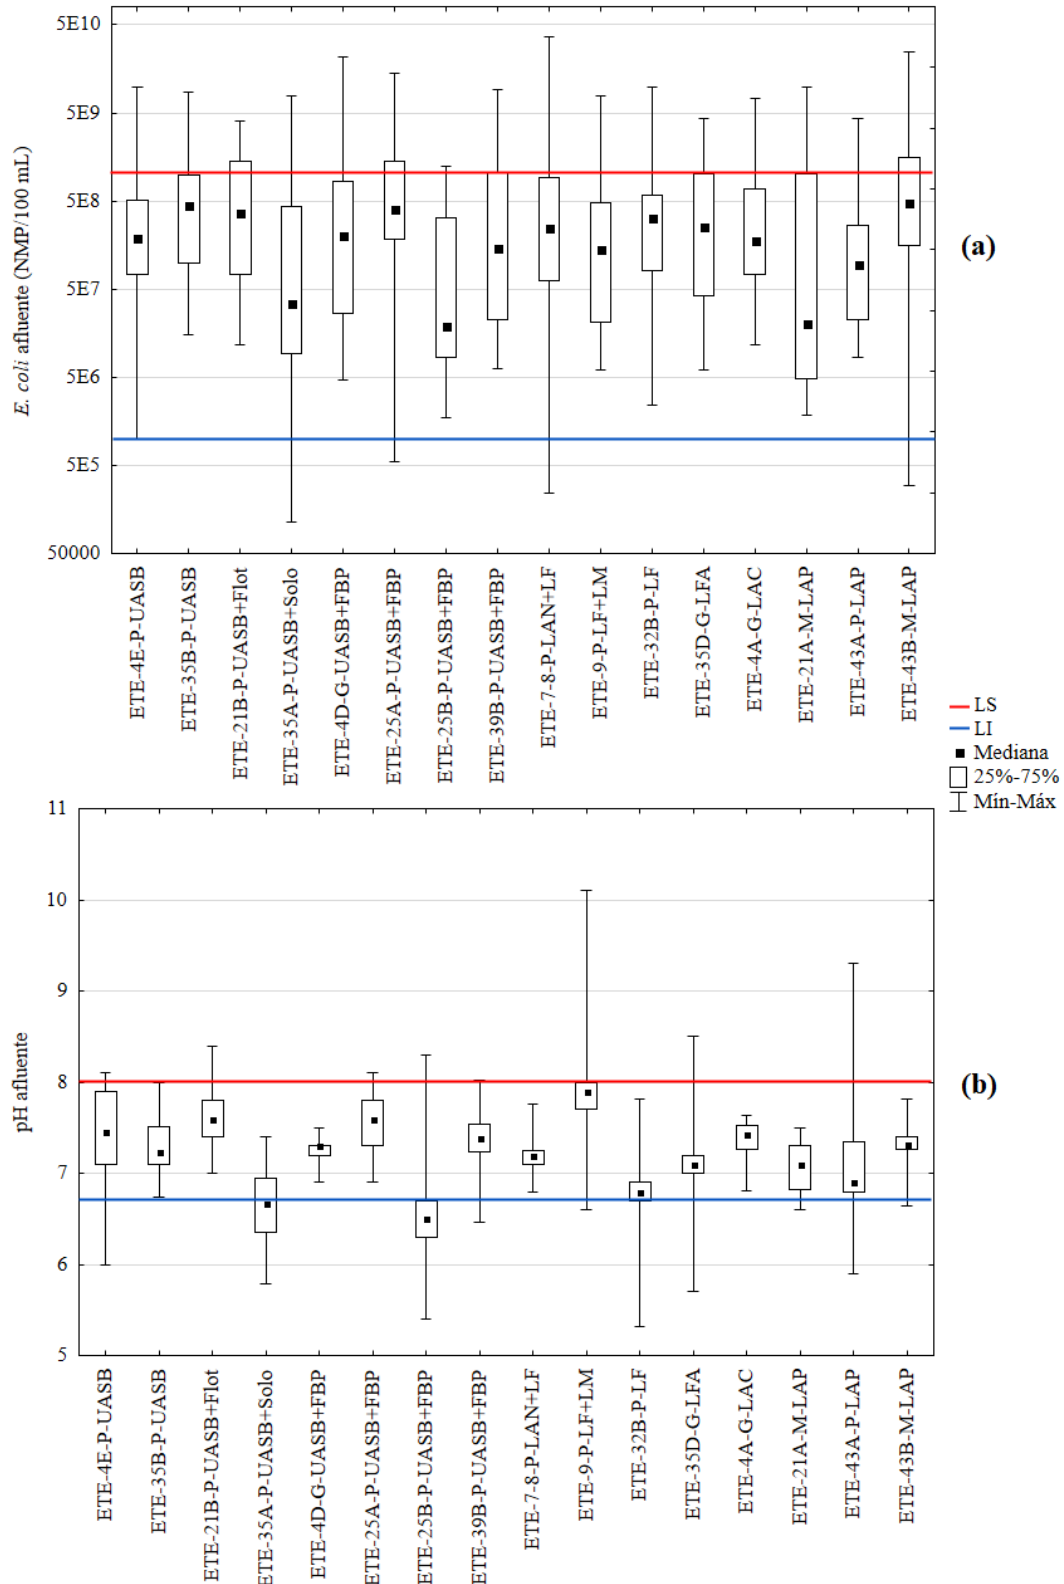 5E10
5E9
5E8
5E7
5E6
5E5
50000
E. coli afluente (NMP/100 mL)
(a)
ETE-4E-P-UASB
ETE-35B-P-UASB
ETE-21B-P-UASB+Flot
ETE-35A-P-UASB+Solo
ETE-4D-G-UASB+FBP
ETE-25A-P-UASB+FBP
ETE-25B-P-UASB+FBP
ETE-39B-P-UASB+FBP
ETE-7-8-P-LAN+LF
ETE-9-P-LF+LM
ETE-32B-P-LF
ETE-35D-G-LFA
ETE-4A-G-LAC
ETE-21A-M-LAP
ETE-43A-P-LAP
ETE-43B-M-LAP
LS
LI
Mediana
25%-75%
Mín-Máx
11
10
9
8
7
6
5
pH afluente
(b)
ETE-4E-P-UASB
ETE-35B-P-UASB
ETE-21B-P-UASB+Flot
ETE-35A-P-UASB+Solo
ETE-4D-G-UASB+FBP
ETE-25A-P-UASB+FBP
ETE-25B-P-UASB+FBP
ETE-39B-P-UASB+FBP
ETE-7-8-P-LAN+LF
ETE-9-P-LF+LM
ETE-32B-P-LF
ETE-35D-G-LFA
ETE-4A-G-LAC
ETE-21A-M-LAP
ETE-43A-P-LAP
ETE-43B-M-LAP